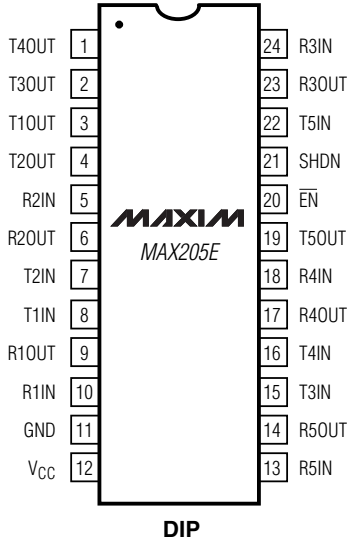 T4OUT 1 24 R3IN
T3OUT 2 23 R3OUT
T1OUT 3 22 T5IN
T2OUT 4 21 SHDN
R2IN 5 20 E̅N̅
R2OUT 6 19 T5OUT
T2IN 7 18 R4IN
T1IN 8 17 R4OUT
R1OUT 9 16 T4IN
R1IN 10 15 T3IN
GND 11 14 R5OUT
VCC 12 13 R5IN
MAXIM
MAX205E
DIP